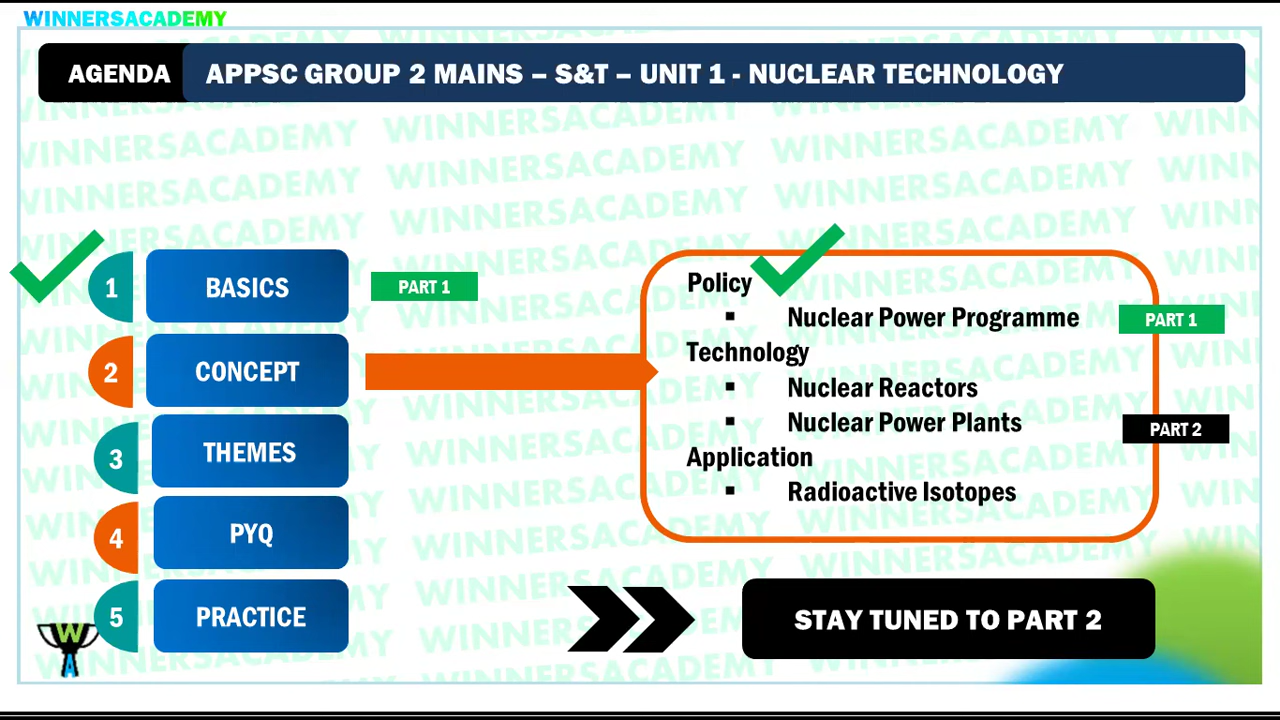 WINNERSACADEMY
AGENDA
APPSC GROUP 2 MAINS – S&T – UNIT 1 - NUCLEAR TECHNOLOGY
1
BASICS
PART 1
2
CONCEPT
3
THEMES
4
PYQ
5
PRACTICE
Policy
▪ Nuclear Power Programme
PART 1
Technology
▪ Nuclear Reactors
▪ Nuclear Power Plants
PART 2
Application
▪ Radioactive Isotopes
STAY TUNED TO PART 2
W
A